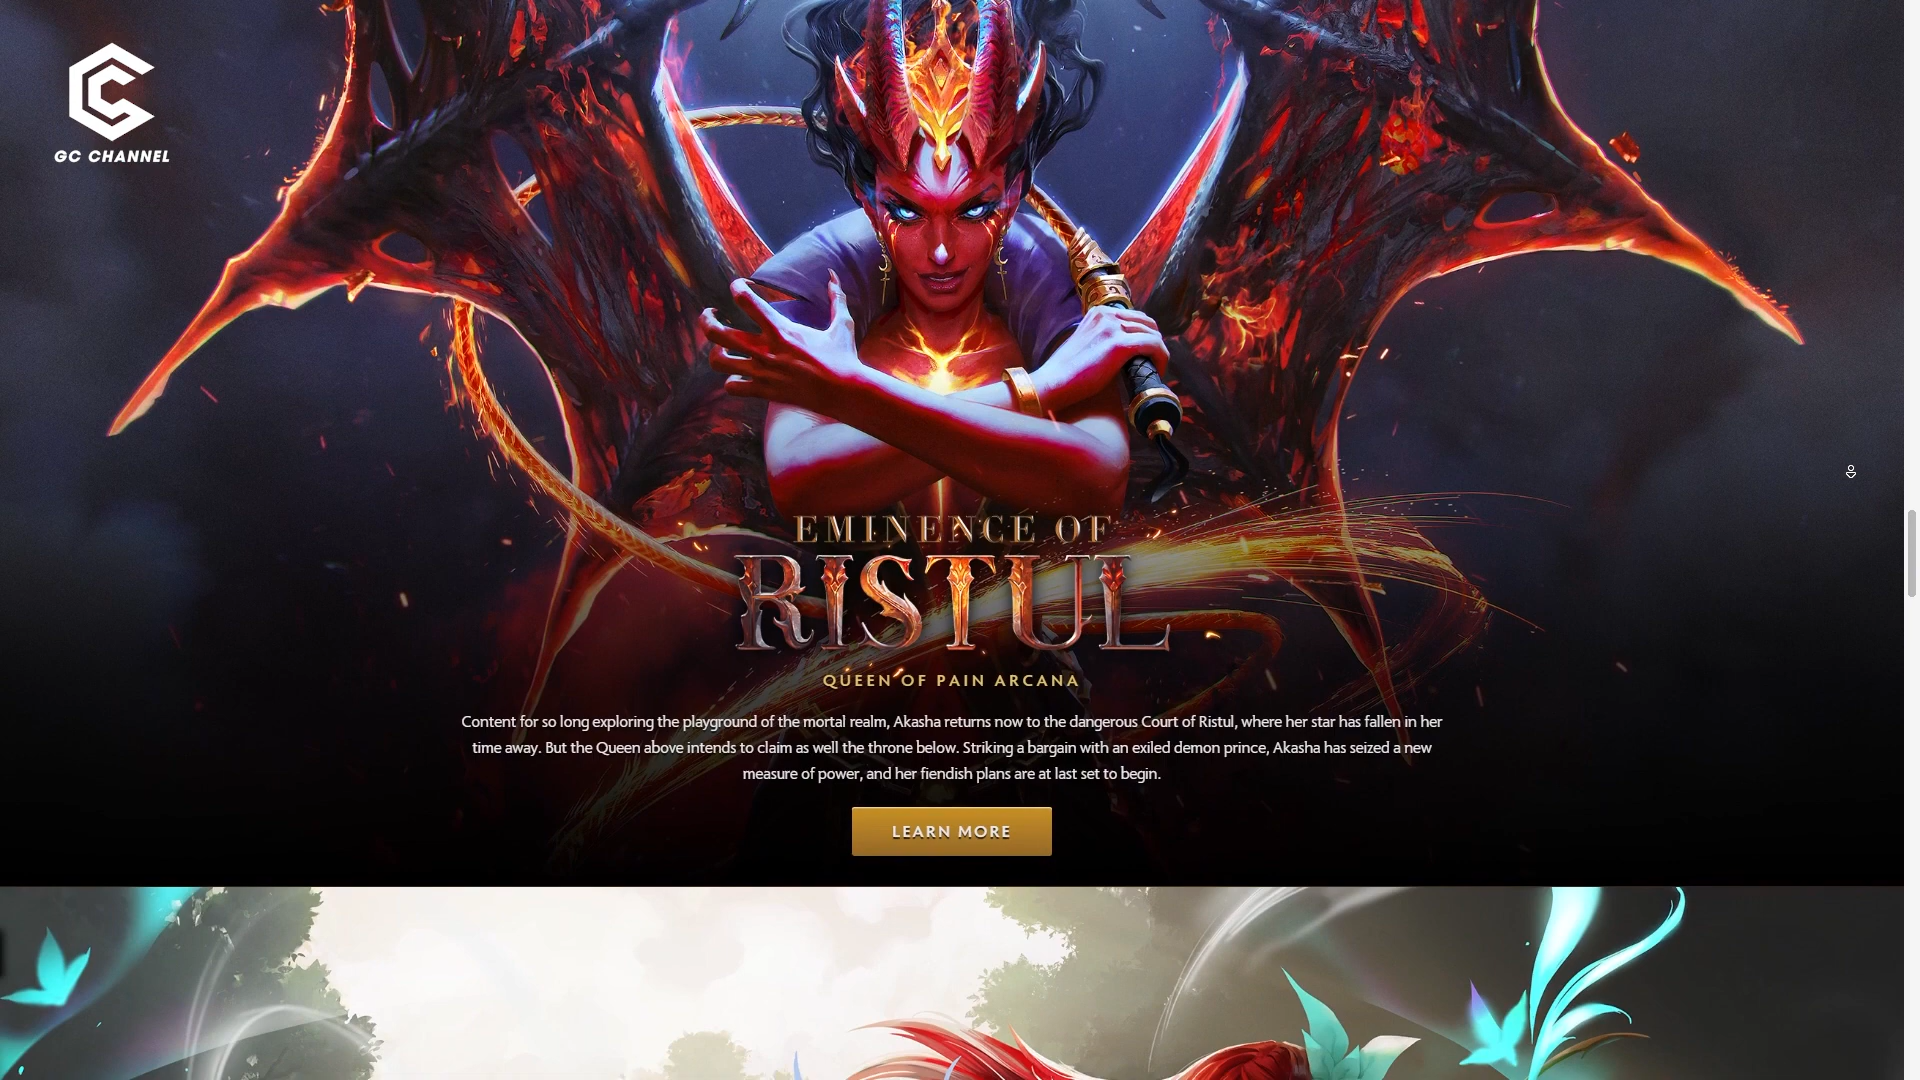 GC CHANNEL
EMINENCE OF
RISTUL
QUEEN OF PAIN ARCANA
Content for so long exploring the playground of the mortal realm, Akasha returns now to the dangerous Court of Ristul, where her star has fallen in her
time away. But the Queen above intends to claim as well the throne below. Striking a bargain with an exiled demon prince, Akasha has seized a new
measure of power, and her fiendish plans are at last set to begin.
LEARN MORE